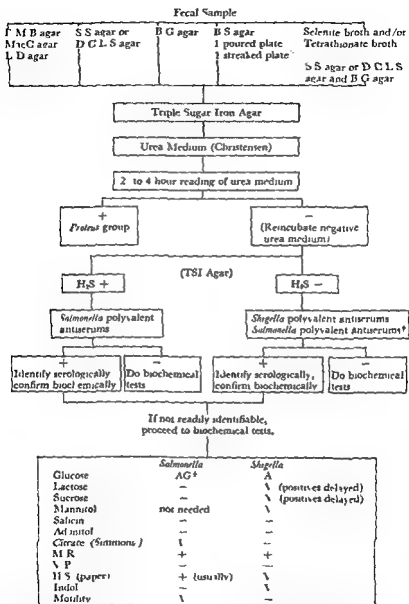 Fecal Sample
E M B agar
MacC agar
L D agar
S S agar or
D C L S agar
B G agar
B S agar
1 poured plate
1 streaked plate
Selenite broth and/or
Tetrathionate broth
S S agar or D C L S
agar and B G agar
Triple Sugar Iron Agar
Urea Medium (Christensen)
2 to 4 hour reading of urea medium
+
Proteus group
−
(Reincubate negative
urea medium)
(TSI Agar)
H₂S +
H₂S −
Salmonella polyvalent
antiserums
Shigella polyvalent antiserums
Salmonella polyvalent antiserums†
+
Identify serologically
confirm biochemically
−
Do biochemical
tests
+
Identify serologically,
confirm biochemically
−
Do biochemical
tests
If not readily identifiable,
proceed to biochemical tests.
Salmonella Shigella
Glucose AG‡ A
Lactose − V (positives delayed)
Sucrose − V (positives delayed)
Mannitol not needed V
Salicin − −
Adonitol − −
Citrate (Simmons) V −
M R + +
V P − −
H₂S (paper) + (usually) V
Indol − V
Motility V −